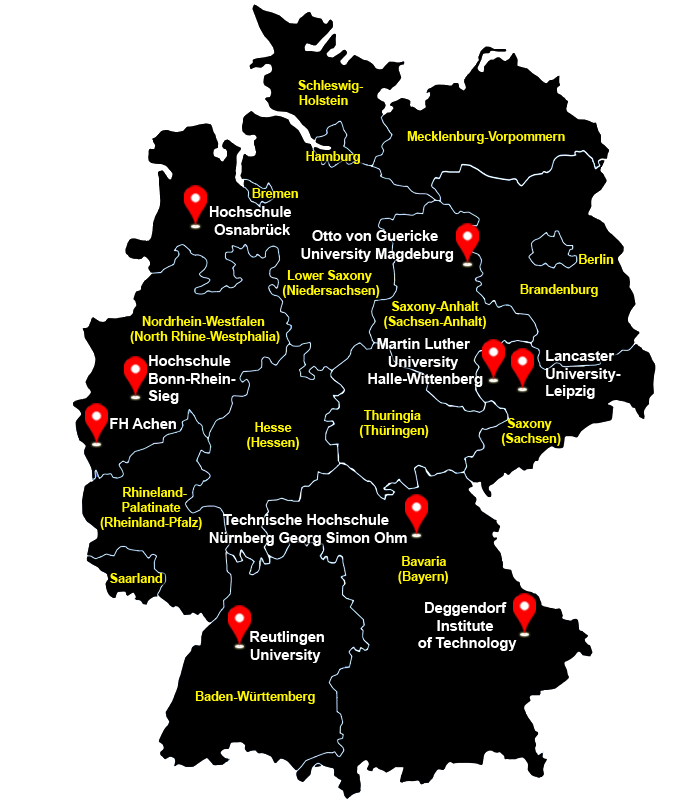 Schleswig-
Holstein
Mecklenburg-Vorpommern
Hamburg
Bremen
Hochschule
Osnabrück
Otto von Guericke
University Magdeburg
Berlin
Lower Saxony
(Niedersachsen)
Brandenburg
Saxony-Anhalt
(Sachsen-Anhalt)
Nordrhein-Westfalen
(North Rhine-Westphalia)
Martin Luther
University
Halle-Wittenberg
Lancaster
University-
Leipzig
Hochschule
Bonn-Rhein-
Sieg
FH Achen
Hesse
(Hessen)
Thuringia
(Thüringen)
Saxony
(Sachsen)
Rhineland-
Palatinate
(Rheinland-Pfalz)
Technische Hochschule
Nürnberg Georg Simon Ohm
Bavaria
(Bayern)
Saarland
Deggendorf
Institute
of Technology
Reutlingen
University
Baden-Württemberg